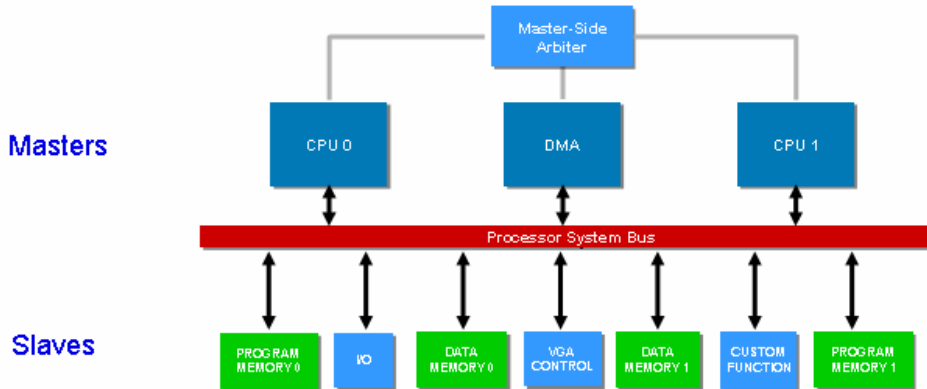 Master-Side
Arbiter
Masters
CPU 0
DMA
CPU 1
Processor System Bus
Slaves
PROGRAM
MEMORY 0
I/O
DATA
MEMORY 0
VGA
CONTROL
DATA
MEMORY 1
CUSTOM
FUNCTION
PROGRAM
MEMORY 1